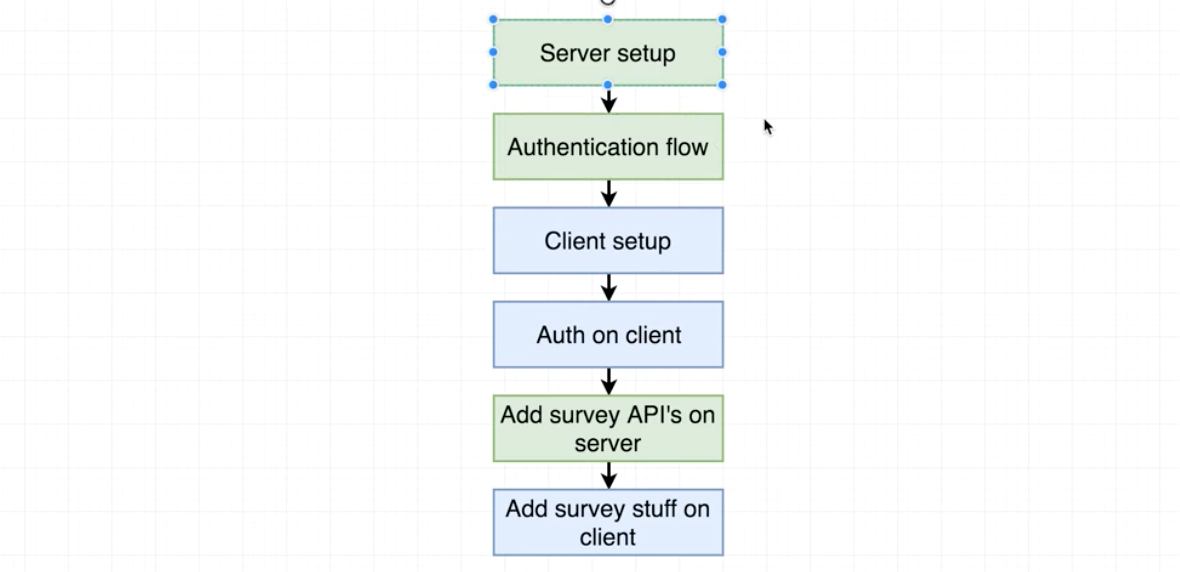 Server setup
Authentication flow
Client setup
Auth on client
Add survey API's on
server
Add survey stuff on
client